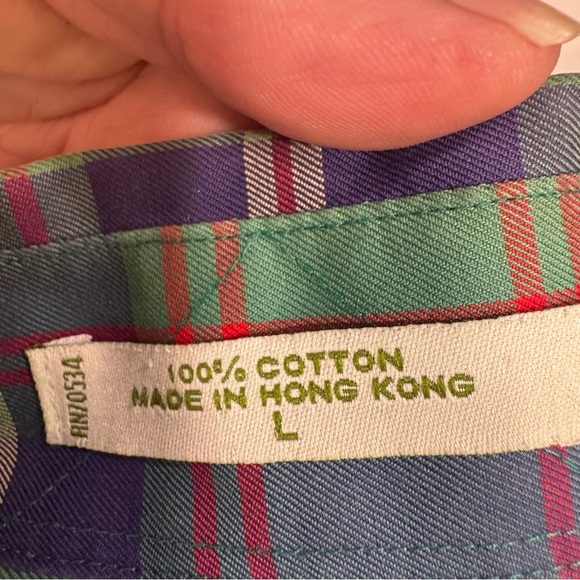 RN70534
100% COTTON
MADE IN HONG KONG
L